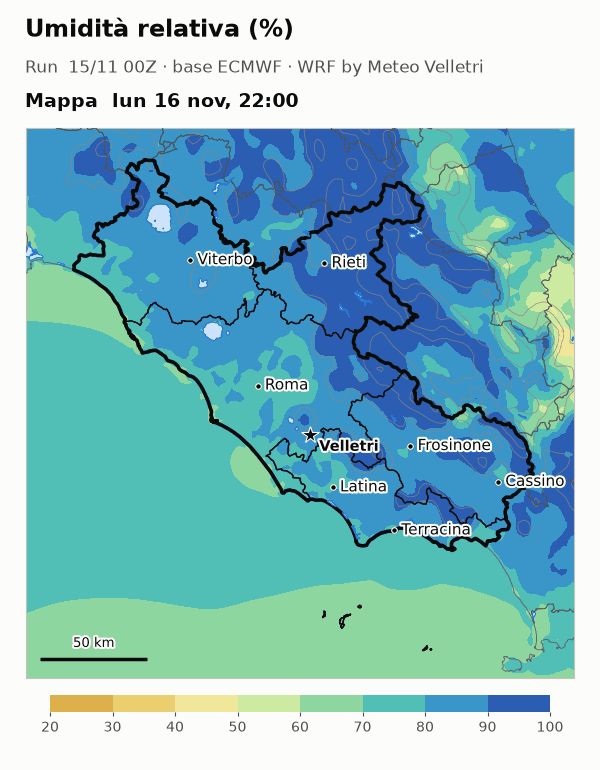 Umidità relativa (%)
Run  15/11 00Z · base ECMWF · WRF by Meteo Velletri
Mappa  lun 16 nov, 22:00
Viterbo
Rieti
Roma
Velletri
Frosinone
Cassino
Latina
Terracina
50 km
20 30 40 50 60 70 80 90 100